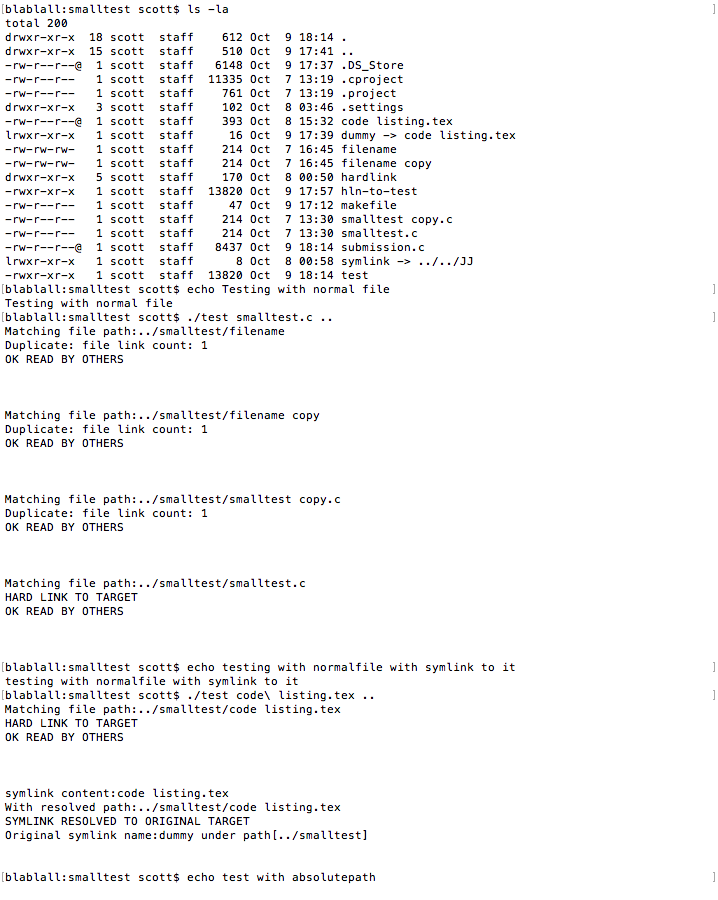 [blablall:smalltest scott$ ls -la ]
total 200
drwxr-xr-x  18 scott  staff    612 Oct  9 18:14 .
drwxr-xr-x  15 scott  staff    510 Oct  9 17:41 ..
-rw-r--r--@  1 scott  staff   6148 Oct  9 17:37 .DS_Store
-rw-r--r--   1 scott  staff  11335 Oct  7 13:19 .cproject
-rw-r--r--   1 scott  staff    761 Oct  7 13:19 .project
drwxr-xr-x   3 scott  staff    102 Oct  8 03:46 .settings
-rw-r--r--@  1 scott  staff    393 Oct  8 15:32 code listing.tex
lrwxr-xr-x   1 scott  staff     16 Oct  9 17:39 dummy -> code listing.tex
-rw-rw-rw-   1 scott  staff    214 Oct  7 16:45 filename
-rw-rw-rw-   1 scott  staff    214 Oct  7 16:45 filename copy
drwxr-xr-x   5 scott  staff    170 Oct  8 00:50 hardlink
-rwxr-xr-x   1 scott  staff  13820 Oct  9 17:57 hln-to-test
-rw-r--r--   1 scott  staff     47 Oct  9 17:12 makefile
-rw-r--r--   1 scott  staff    214 Oct  7 13:30 smalltest copy.c
-rw-r--r--   1 scott  staff    214 Oct  7 13:30 smalltest.c
-rw-r--r--@  1 scott  staff   8437 Oct  9 18:14 submission.c
lrwxr-xr-x   1 scott  staff      8 Oct  8 00:58 symlink -> ../../JJ
-rwxr-xr-x   1 scott  staff  13820 Oct  9 18:14 test
[blablall:smalltest scott$ echo Testing with normal file ]
Testing with normal file
[blablall:smalltest scott$ ./test smalltest.c .. ]
Matching file path:../smalltest/filename
Duplicate: file link count: 1
OK READ BY OTHERS
Matching file path:../smalltest/filename copy
Duplicate: file link count: 1
OK READ BY OTHERS
Matching file path:../smalltest/smalltest copy.c
Duplicate: file link count: 1
OK READ BY OTHERS
Matching file path:../smalltest/smalltest.c
HARD LINK TO TARGET
OK READ BY OTHERS
[blablall:smalltest scott$ echo testing with normalfile with symlink to it ]
testing with normalfile with symlink to it
[blablall:smalltest scott$ ./test code\ listing.tex .. ]
Matching file path:../smalltest/code listing.tex
HARD LINK TO TARGET
OK READ BY OTHERS
symlink content:code listing.tex
With resolved path:../smalltest/code listing.tex
SYMLINK RESOLVED TO ORIGINAL TARGET
Original symlink name:dummy under path[../smalltest]
[blablall:smalltest scott$ echo test with absolutepath ]